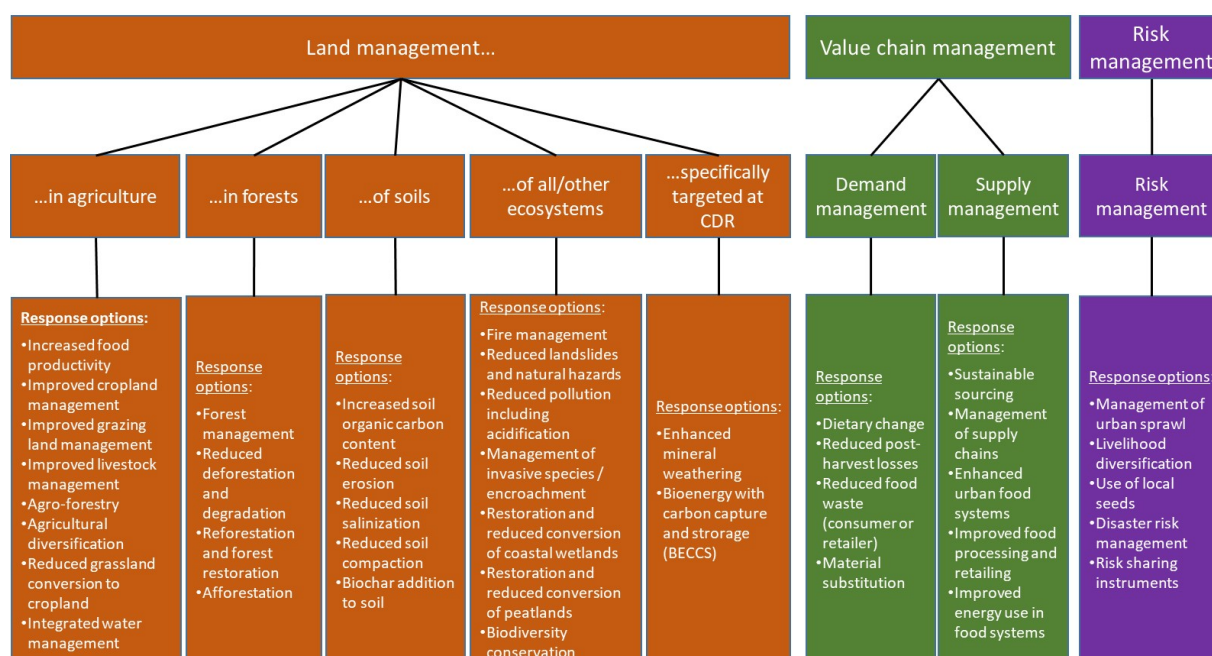 Land management...
Value chain management
Risk
management
...in agriculture
...in forests
...of soils
...of all/other
ecosystems
...specifically
targeted at
CDR
Demand
management
Supply
management
Risk
management
Response options:
•Increased food
productivity
•Improved cropland
management
•Improved grazing
land management
•Improved livestock
management
•Agro-forestry
•Agricultural
diversification
•Reduced grassland
conversion to
cropland
•Integrated water
management
Response
options:
•Forest
management
•Reduced
deforestation
and
degradation
•Reforestation
and forest
restoration
•Afforestation
Response
options:
•Increased soil
organic carbon
content
•Reduced soil
erosion
•Reduced soil
salinization
•Reduced soil
compaction
•Biochar addition
to soil
Response options:
•Fire management
•Reduced landslides
and natural hazards
•Reduced pollution
including
acidification
•Management of
invasive species /
encroachment
•Restoration and
reduced conversion
of coastal wetlands
•Restoration and
reduced conversion
of peatlands
•Biodiversity
conservation
Response options:
•Enhanced
mineral
weathering
•Bioenergy with
carbon capture
and strorage
(BECCS)
Response
options:
•Dietary change
•Reduced post-
harvest losses
•Reduced food
waste
(consumer or
retailer)
•Material
substitution
Response
options:
•Sustainable
sourcing
•Management
of supply
chains
•Enhanced
urban food
systems
•Improved food
processing and
retailing
•Improved
energy use in
food systems
Response options:
•Management of
urban sprawl
•Livelihood
diversification
•Use of local
seeds
•Disaster risk
management
•Risk sharing
instruments